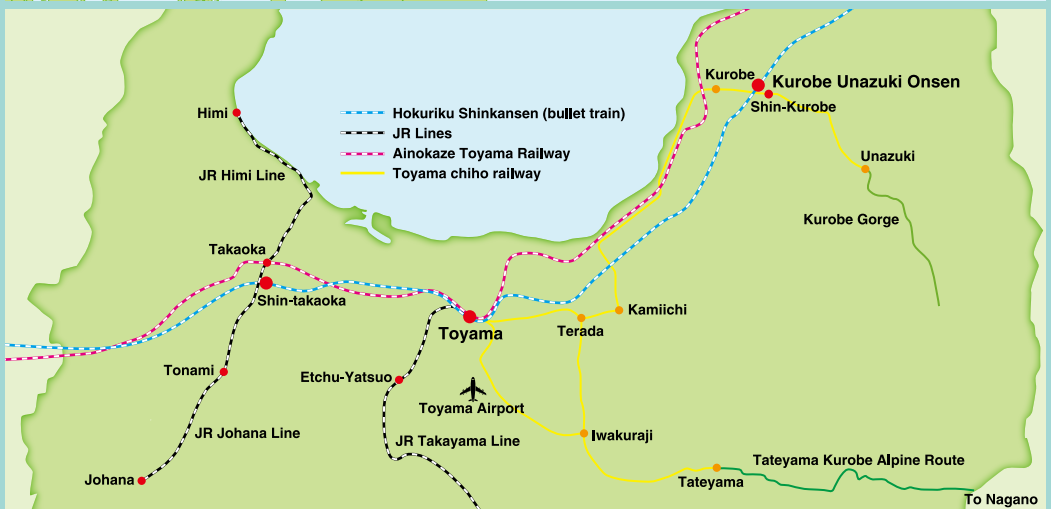 Kurobe
Kurobe Unazuki Onsen
Shin-Kurobe
Himi
Hokuriku Shinkansen (bullet train)
JR Lines
Ainokaze Toyama Railway
Toyama chiho railway
Unazuki
JR Himi Line
Kurobe Gorge
Takaoka
Shin-takaoka
Kamiichi
Toyama
Terada
Tonami
Etchu-Yatsuo
Toyama Airport
JR Johana Line
JR Takayama Line
Iwakuraji
Tateyama Kurobe Alpine Route
Johana
Tateyama
To Nagano